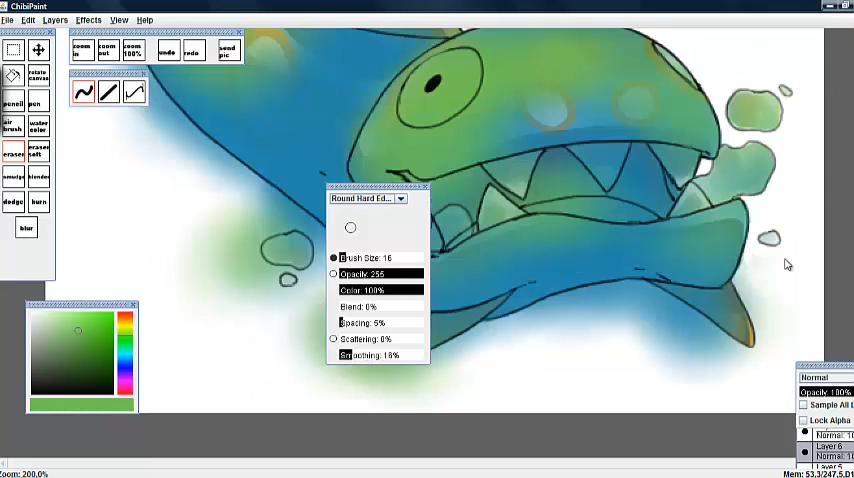 ChibiPaint
File Edit Layers Effects View Help
zoom in zoom out zoom 100% undo redo send pic
rotate canvas
pencil pen
air brush water color
eraser eraser soft
smudge blender
dodge burn
blur
Round Hard Ed...
Brush Size: 16
Opacity: 255
Color: 100%
Blend: 0%
Spacing: 5%
Scattering: 0%
Smoothing: 16%
Normal
Opacity: 100%
Sample All L
Lock Alpha
Normal: 10
Layer 6
Normal: 10
Layer 5
Zoom: 200,0%
Mem: 53.3/247.5,D1